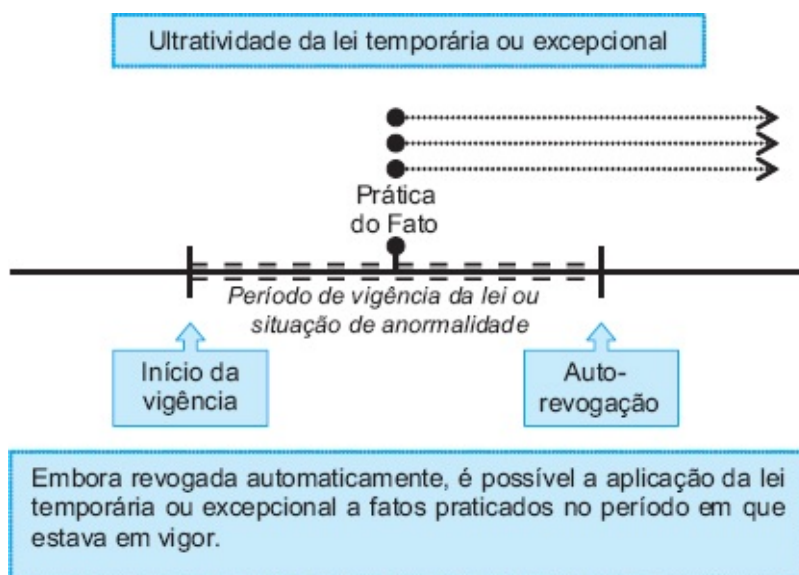 Ultratividade da lei temporária ou excepcional
Prática
do Fato
Período de vigência da lei ou
situação de anormalidade
Início da
vigência
Auto-
revogação
Embora revogada automaticamente, é possível a aplicação da lei
temporária ou excepcional a fatos praticados no período em que
estava em vigor.